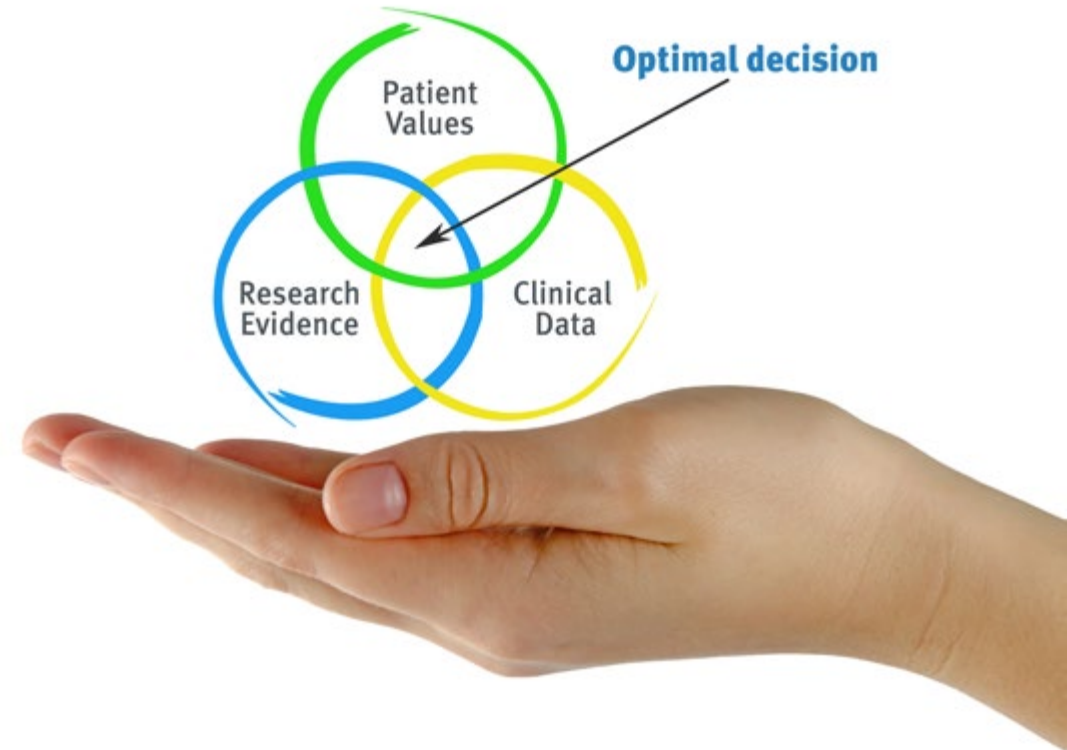 Optimal decision
Patient
Values
Research
Evidence
Clinical
Data